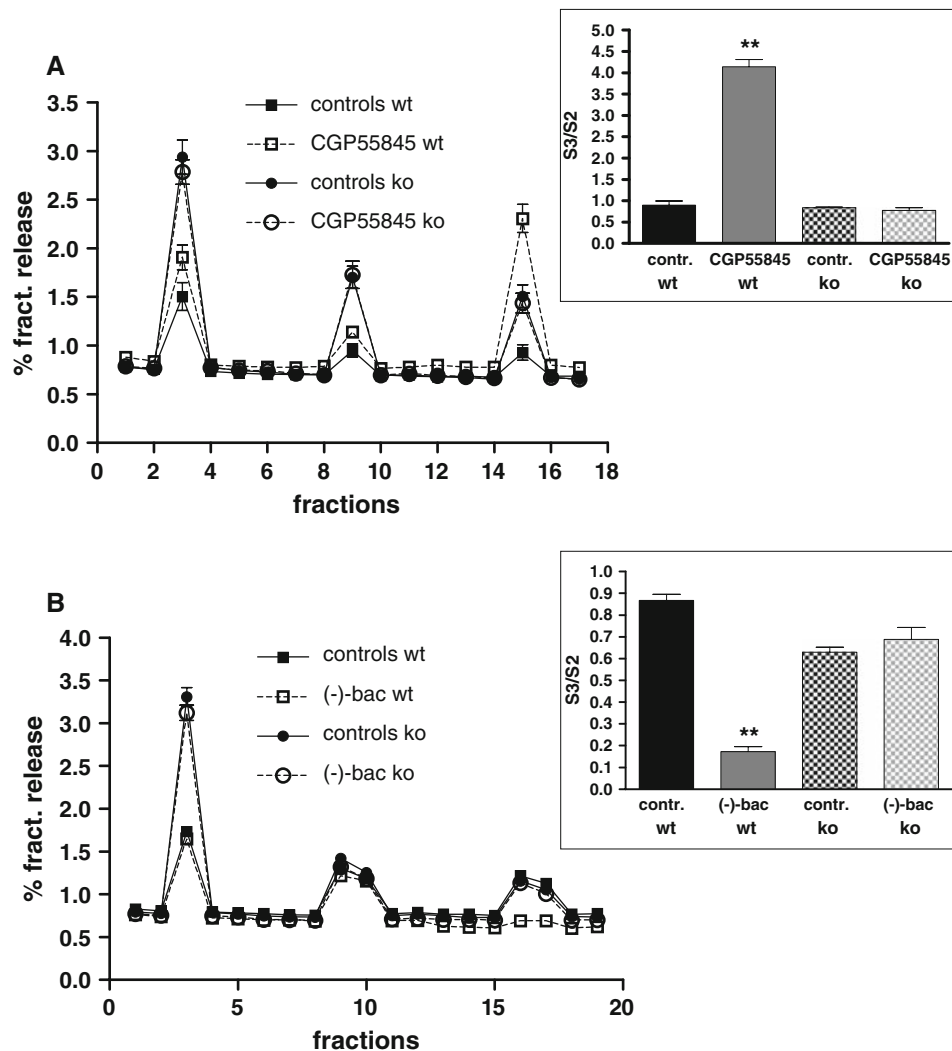 A
controls wt
CGP55845 wt
controls ko
CGP55845 ko
% fract. release
3.5
3.0
2.5
2.0
1.5
1.0
0.5
0.0
0 2 4 6 8 10 12 14 16 18
fractions
S3/S2
5.0
4.5
4.0
3.5
3.0
2.5
2.0
1.5
1.0
0.5
0.0
**
contr. CGP55845 contr. CGP55845
wt wt ko ko
B
controls wt
(-)-bac wt
controls ko
(-)-bac ko
% fract. release
4.0
3.5
3.0
2.5
2.0
1.5
1.0
0.5
0.0
0 5 10 15 20
fractions
S3/S2
1.0
0.9
0.8
0.7
0.6
0.5
0.4
0.3
0.2
0.1
0.0
**
contr. (-)-bac contr. (-)-bac
wt wt ko ko